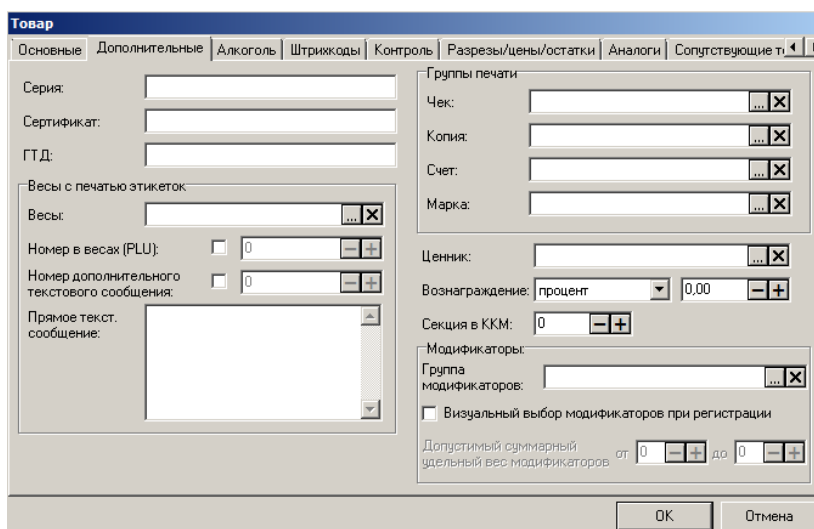 Товар
Основные Дополнительные Алкоголь Штрихкоды Контроль Разрезы/цены/остатки Аналоги Сопутствующие
Серия:
Сертификат:
ГТД:
Весы с печатью этикеток
Весы: ...
Номер в весах (PLU): 0
Номер дополнительного
текстового сообщения: 0
Прямое текст.
сообщение:
Группы печати
Чек: ...
Копия: ...
Счет: ...
Марка: ...
Ценник: ...
Вознаграждение: процент 0,00
Секция в ККМ: 0
Модификаторы:
Группа
модификаторов: ...
Визуальный выбор модификаторов при регистрации
Допустимый суммарный
удельный вес модификаторов от 0 до 0
OK Отмена